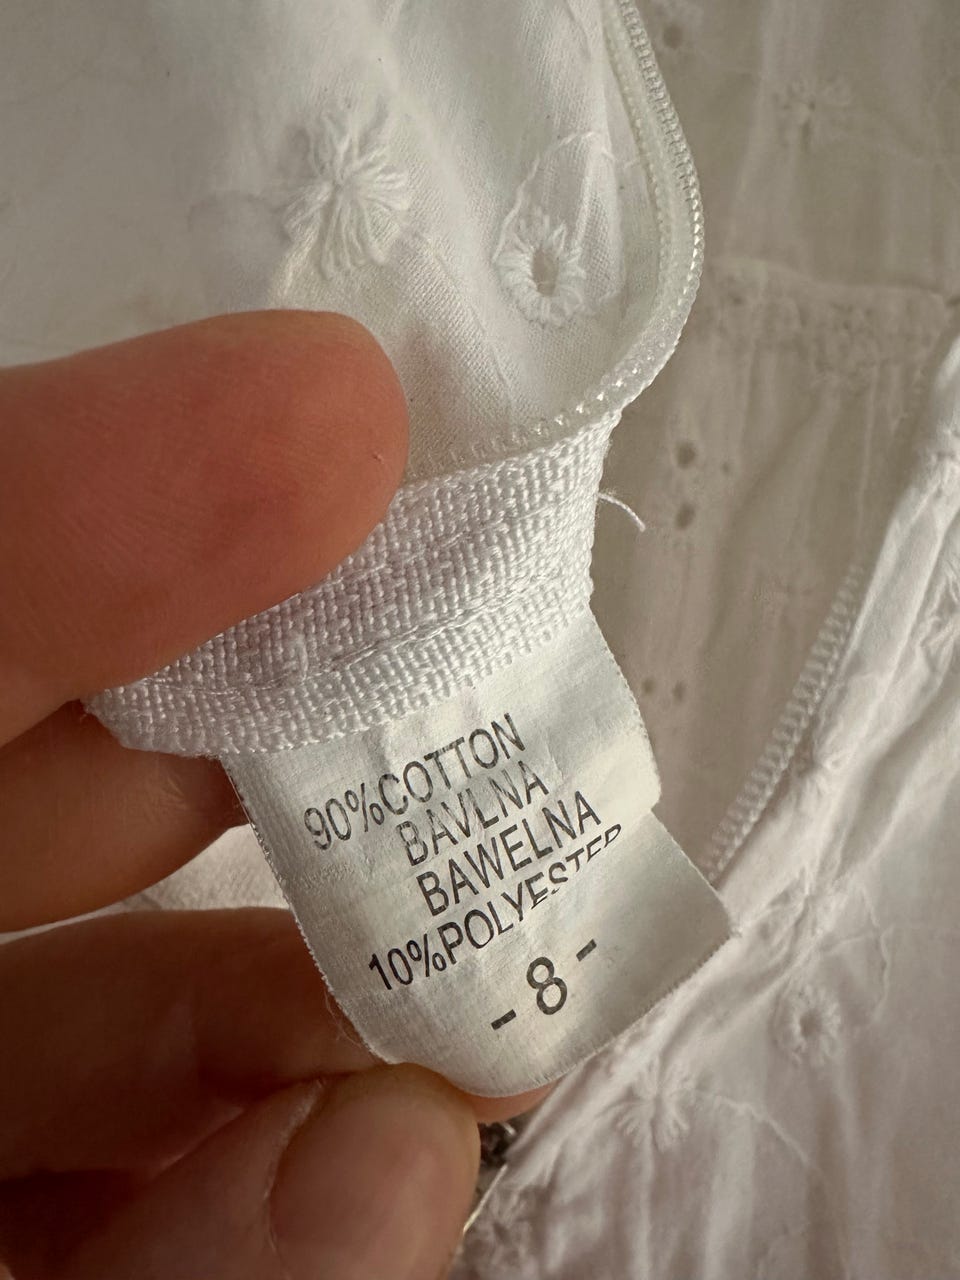 90%COTTON
BAVLNA
BAWELNA
10%POLYESTER
- 8 -